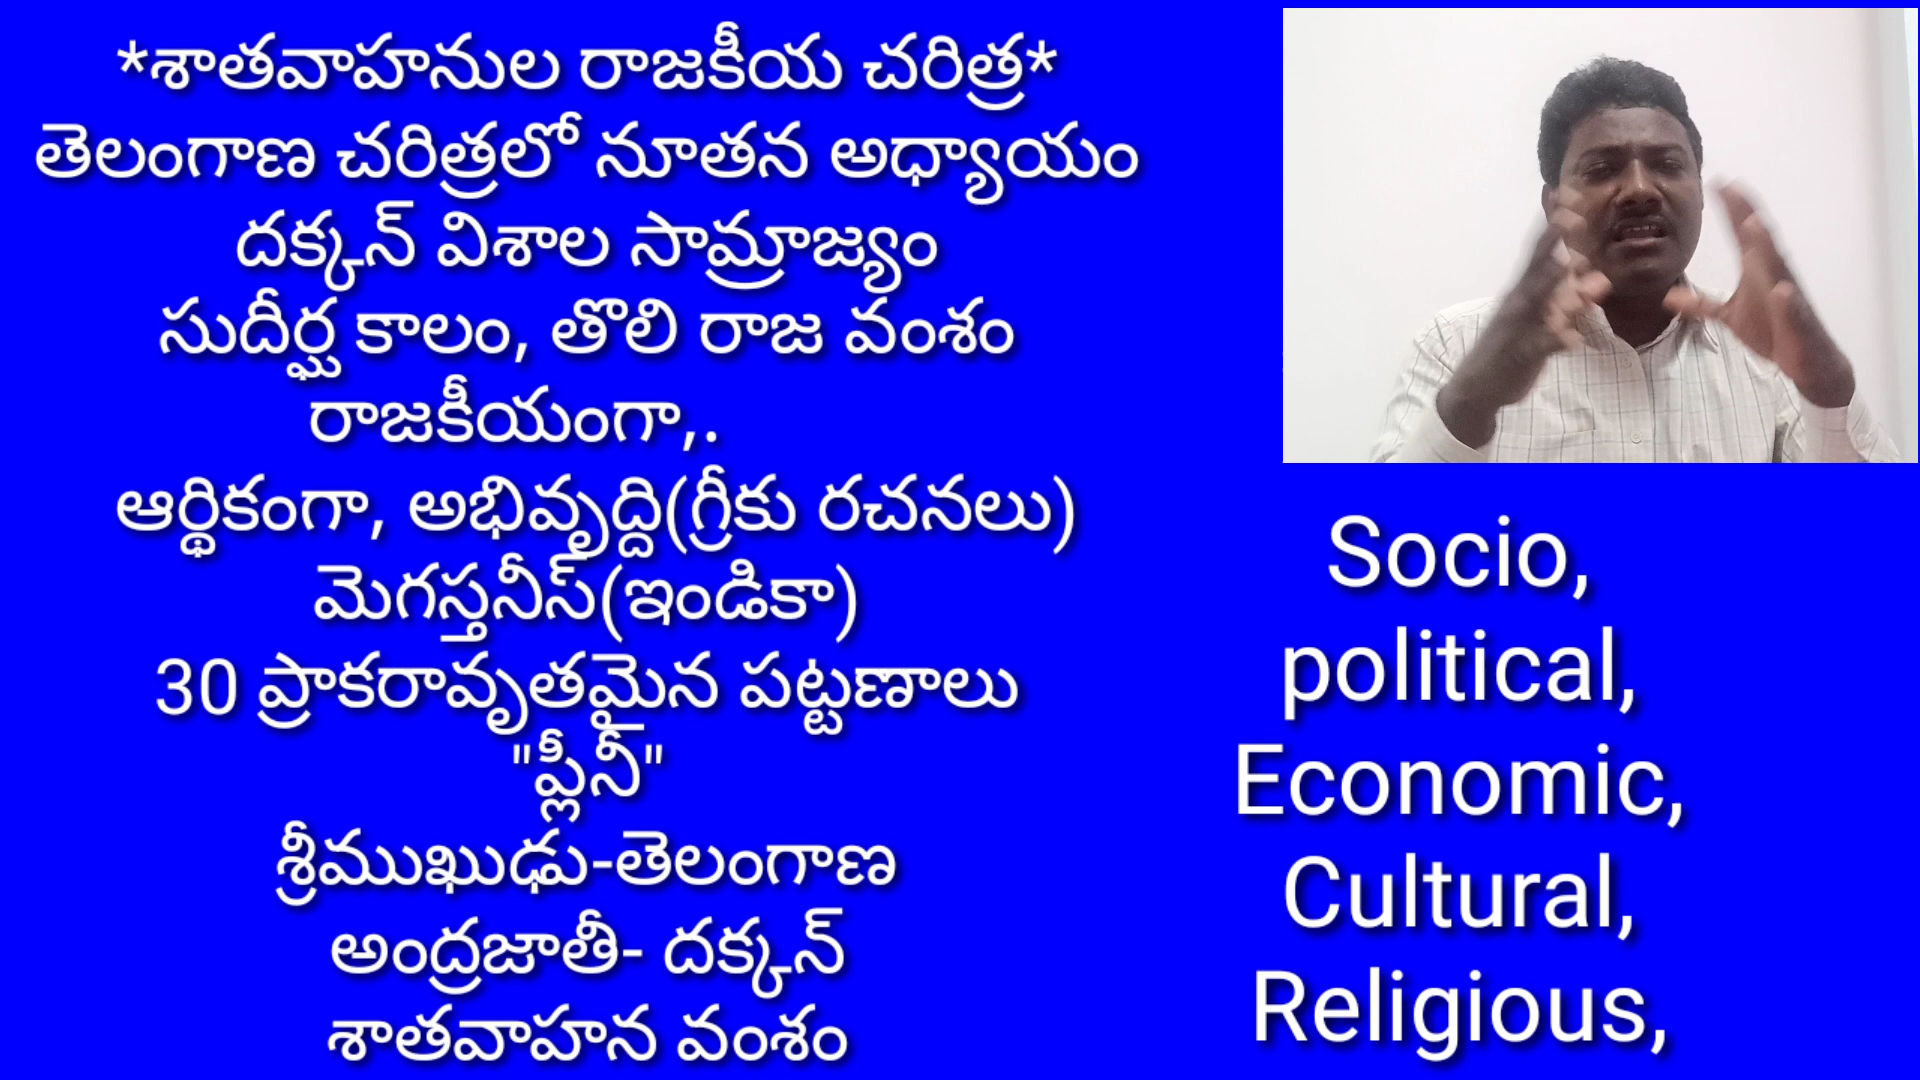 *శాతవాహనుల రాజకీయ చరిత్ర*
తెలంగాణ చరిత్రలో నూతన అధ్యాయం
దక్కన్ విశాల సామ్రాజ్యం
సుదీర్ఘ కాలం, తొలి రాజ వంశం
రాజకీయంగా,.
ఆర్థికంగా, అభివృద్ది(గ్రీకు రచనలు)
మెగస్తనీస్(ఇండికా)
30 ప్రాకరావృతమైన పట్టణాలు
"ప్లీనీ"
శ్రీముఖుఢు-తెలంగాణ
అంద్రజాతీ- దక్కన్
శాతవాహన వంశం
Socio,
political,
Economic,
Cultural,
Religious,